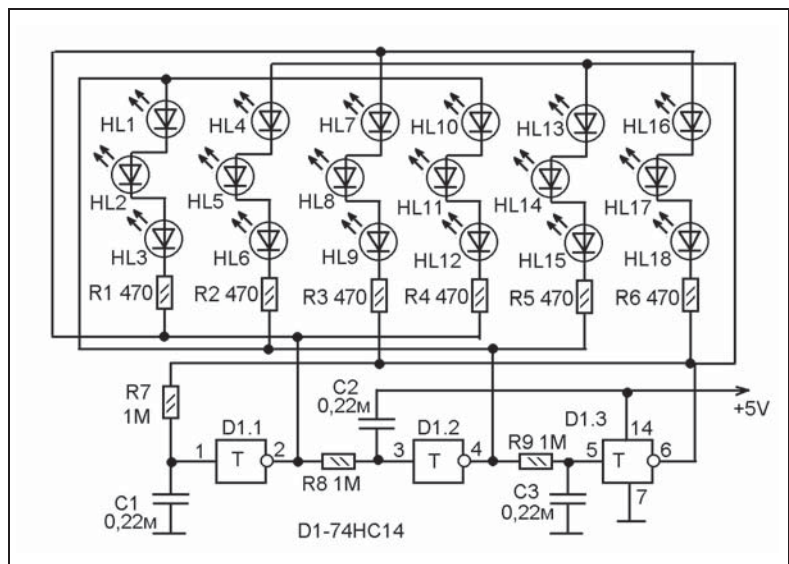 HL1 HL4 HL7 HL10 HL13 HL16
HL2 HL5 HL8 HL11 HL14 HL17
HL3 HL6 HL9 HL12 HL15 HL18
R1 470 R2 470 R3 470 R4 470 R5 470 R6 470
R7
1M
C2
0,22м
+5V
D1.1 D1.2 D1.3
14
1 T 2 3 T 4 R9 1M 5 T 6
R8 1M
7
C1
0,22м
C3
0,22м
D1-74HC14